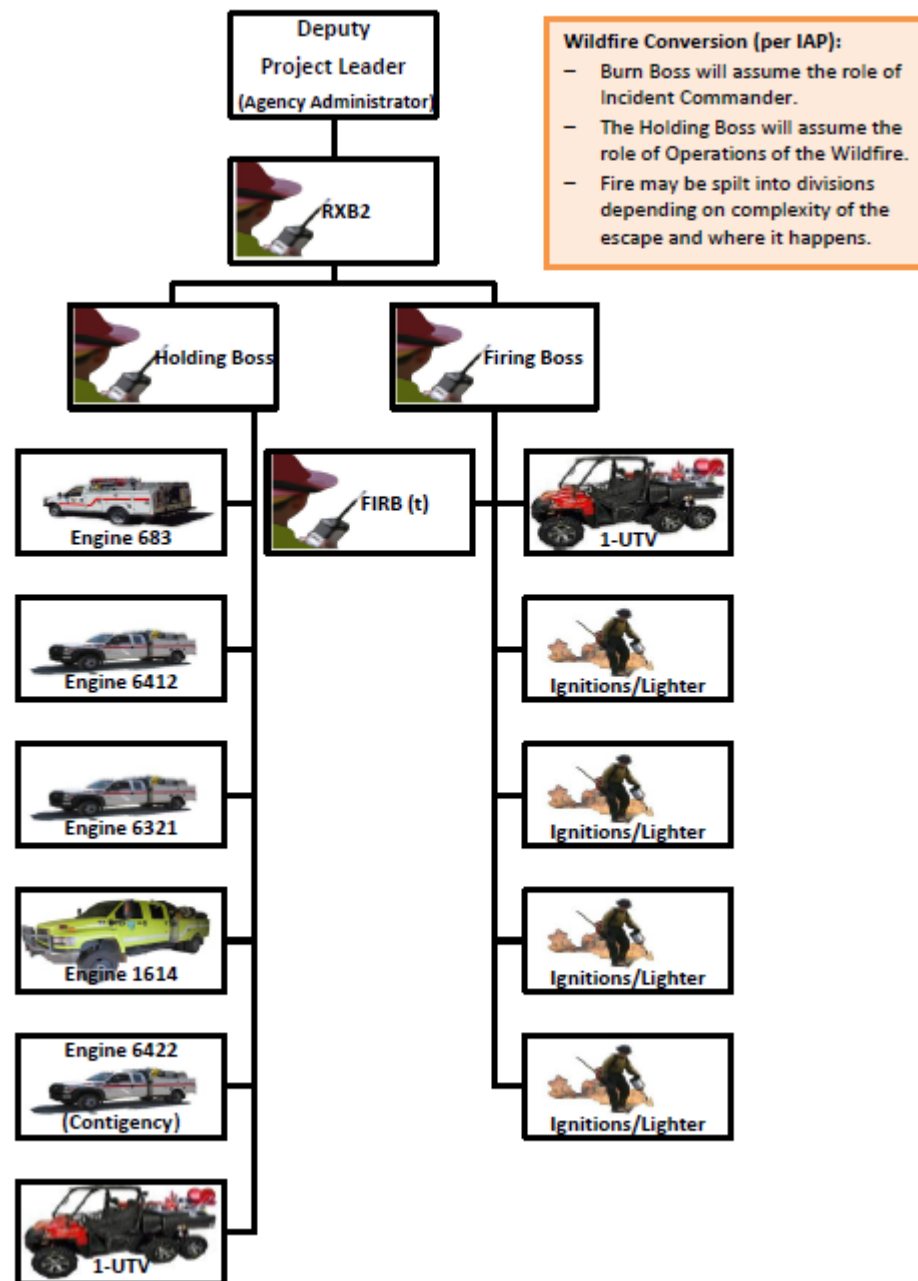 Deputy
Project Leader
(Agency Administrator)
Wildfire Conversion (per IAP):
– Burn Boss will assume the role of
Incident Commander.
– The Holding Boss will assume the
role of Operations of the Wildfire.
– Fire may be spilt into divisions
depending on complexity of the
escape and where it happens.
RXB2
Holding Boss
Firing Boss
Engine 683
FIRB (t)
1-UTV
Engine 6412
Ignitions/Lighter
Engine 6321
Ignitions/Lighter
Engine 1614
Ignitions/Lighter
Engine 6422
(Contigency)
Ignitions/Lighter
1-UTV